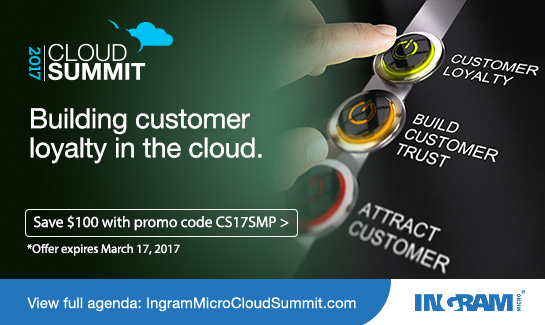 2017
CLOUD
SUMMIT
Building customer
loyalty in the cloud.
Save $100 with promo code CS17SMP >
*Offer expires March 17, 2017
CUSTOMER
LOYALTY
BUILD
CUSTOMER
TRUST
ATTRACT
CUSTOMER
View full agenda: IngramMicroCloudSummit.com
INGRAM MICRO®